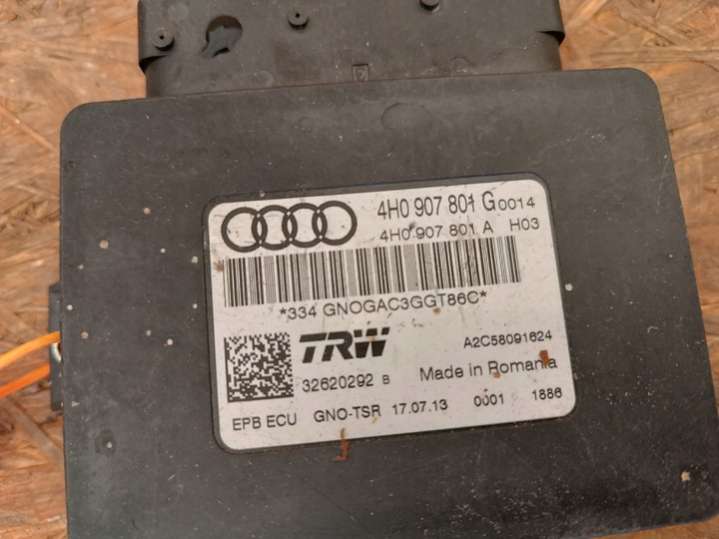 4H0 907 801 G 0014
4H0 907 801 A H03
*334 GNOGAC3GGT86C*
TRW
A2C58091624
32620292 B
Made in Romania
EPB ECU GNO-TSR 17.07.13 0001 1886